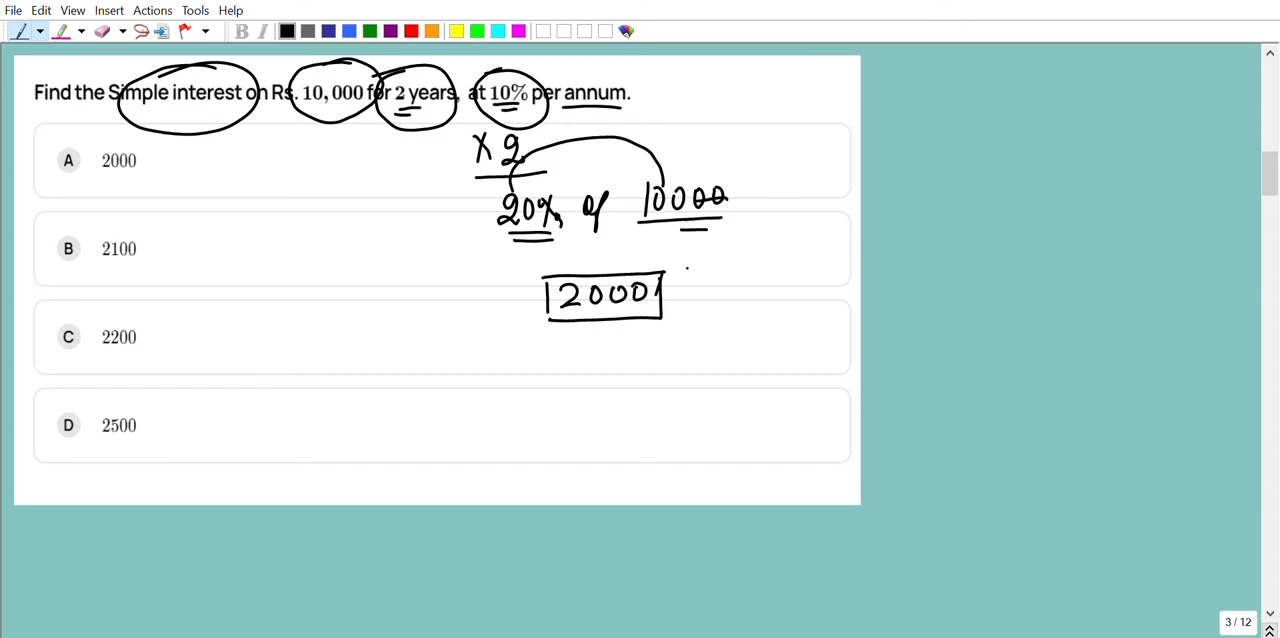 File Edit View Insert Actions Tools Help
B I
Find the Simple interest on Rs. 10,000 for 2 years, at 10% per annum.
× 2
A 2000
20% of 10000
B 2100
2000
C 2200
D 2500
3 / 12